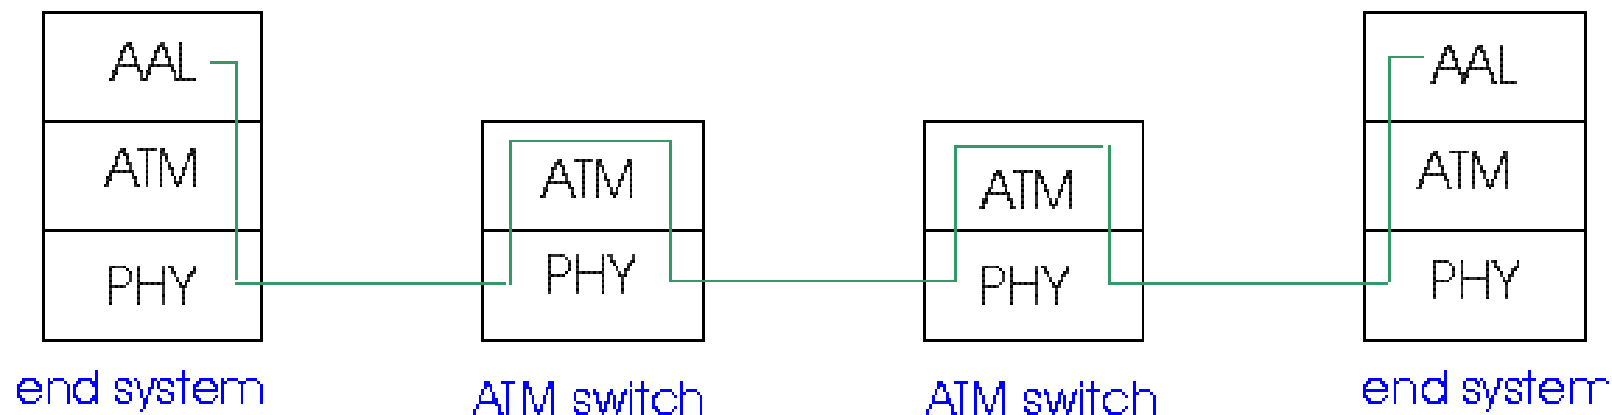 AAL
ATM
PHY
end system
ATM
PHY
ATM switch
ATM
PHY
ATM switch
AAL
ATM
PHY
end system